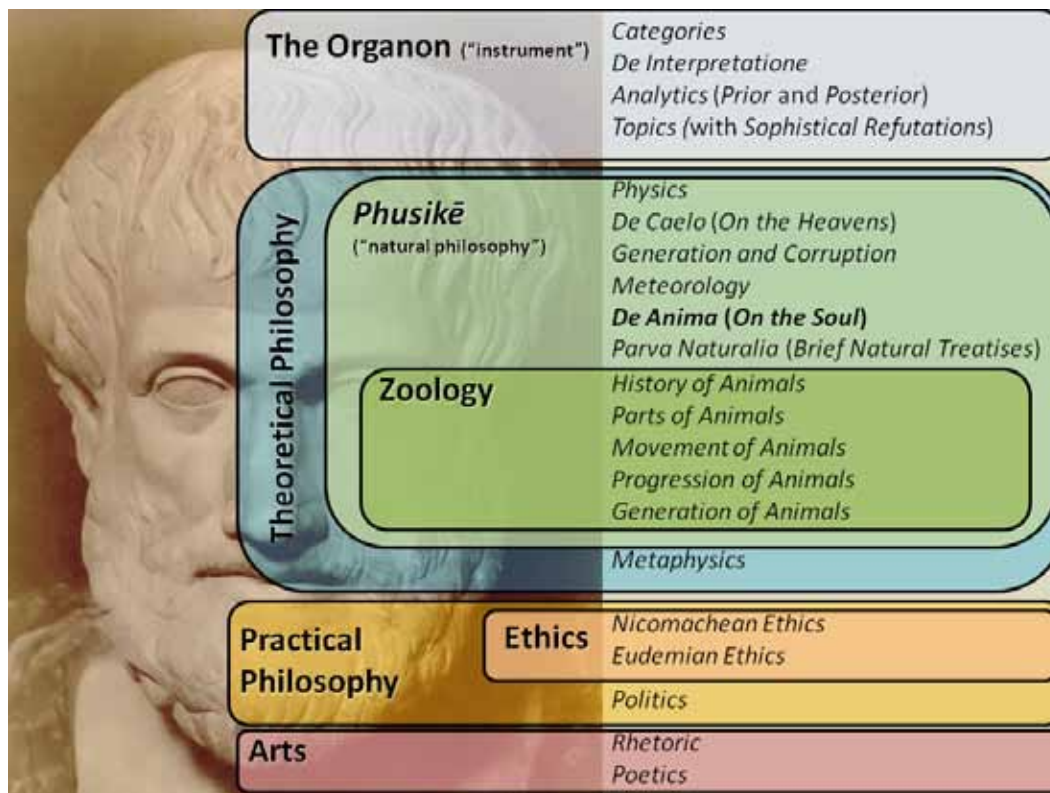 The Organon ("instrument")
Categories
De Interpretatione
Analytics (Prior and Posterior)
Topics (with Sophistical Refutations)
Theoretical Philosophy
Phusikē
("natural philosophy")
Physics
De Caelo (On the Heavens)
Generation and Corruption
Meteorology
De Anima (On the Soul)
Parva Naturalia (Brief Natural Treatises)
Zoology
History of Animals
Parts of Animals
Movement of Animals
Progression of Animals
Generation of Animals
Metaphysics
Practical
Philosophy
Ethics
Nicomachean Ethics
Eudemian Ethics
Politics
Arts
Rhetoric
Poetics